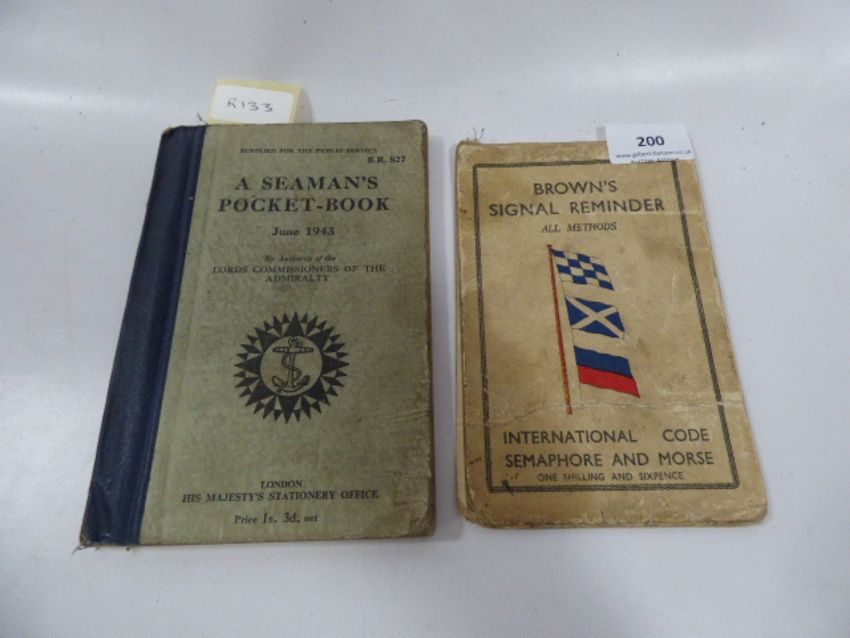 R133
SUPPLIED FOR THE PUBLIC SERVICE
B.R. 827
A SEAMAN'S
POCKET-BOOK
June 1943
By Authority of the
LORDS COMMISSIONERS OF THE
ADMIRALTY
LONDON
HIS MAJESTY'S STATIONERY OFFICE
Price 1s. 3d. net
200
BROWN'S
SIGNAL REMINDER
ALL METHODS
INTERNATIONAL CODE
SEMAPHORE AND MORSE
ONE SHILLING AND SIXPENCE